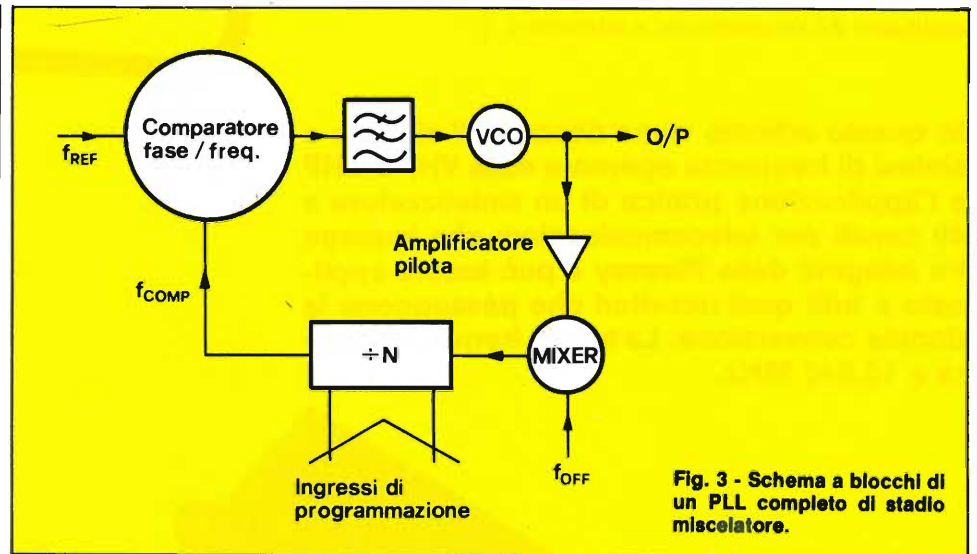 Comparatore
fase / freq.
fREF
VCO
O/P
Amplificatore
pilota
fCOMP
÷N
MIXER
Ingressi di
programmazione
fOFF
Fig. 3 - Schema a blocchi di
un PLL completo di stadio
miscelatore.